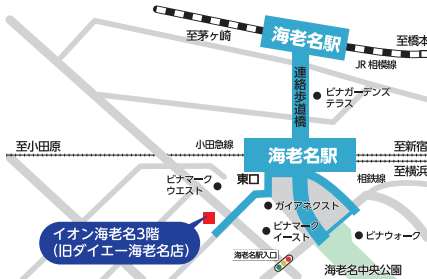 海老名駅
至茅ヶ崎
至橋本
JR 相模線
連絡歩道橋
ビナガーデンズ
テラス
至小田原
小田急線
海老名駅
至新宿
至横浜
相鉄線
ビナマーク
ウエスト
東口
ガイアネクスト
ビナマーク
イースト
ビナウォーク
イオン海老名3階
(旧ダイエー海老名店)
海老名駅入口
海老名中央公園